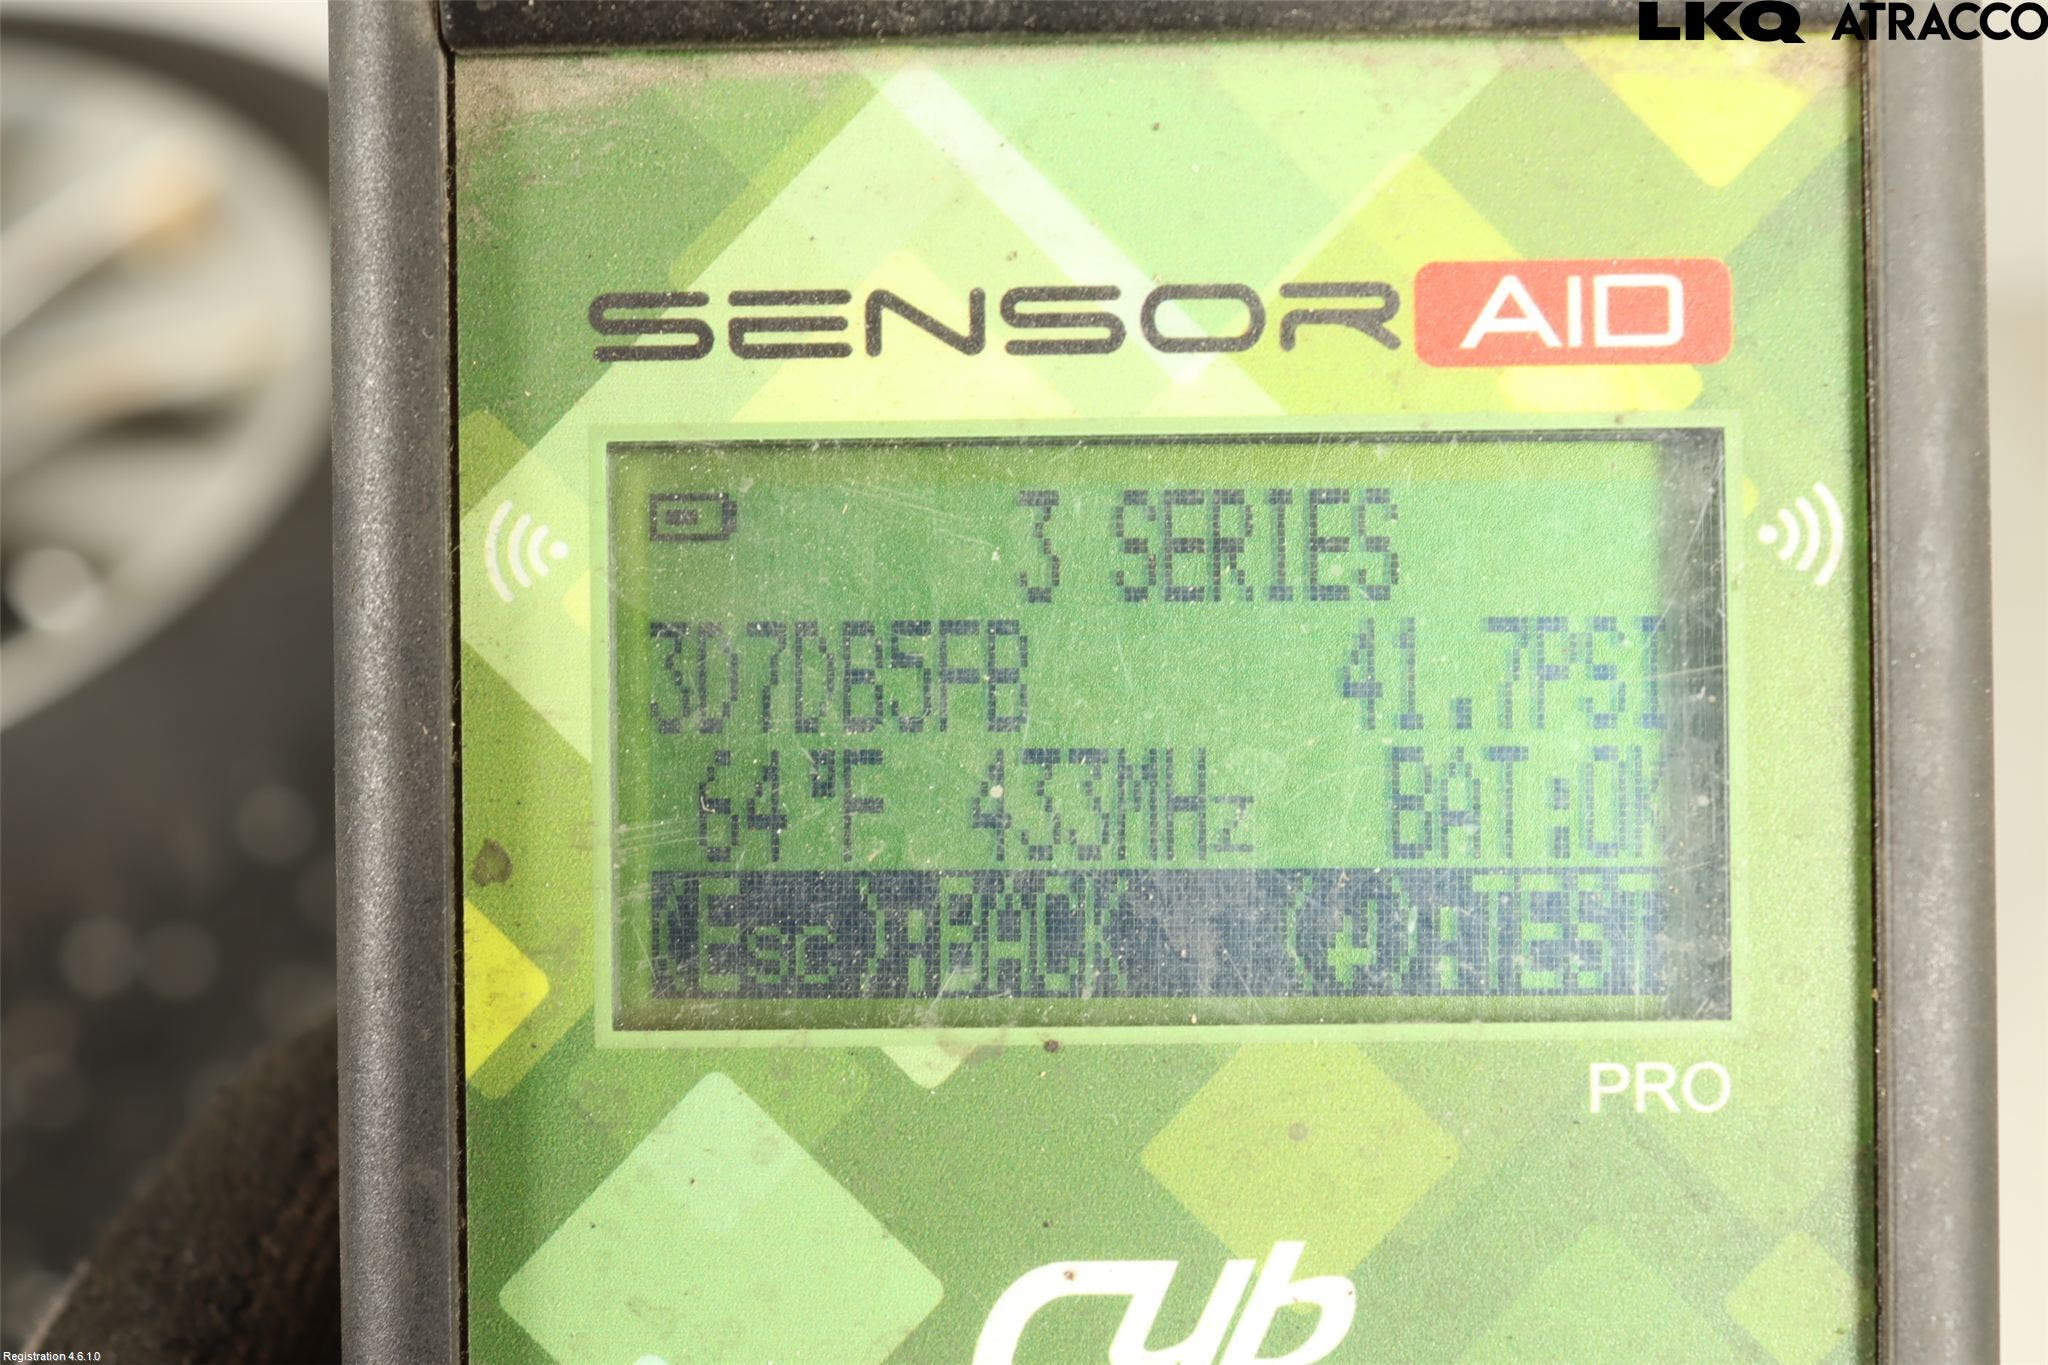 LKQ ATRACCO
SENSOR AID
3 SERIES
3D7DB5FB 41.7PSI
64°F 433MHz BAT:OK
(Esc):BACK (↵):TEST
PRO
cub
Registration 4.6.1.0